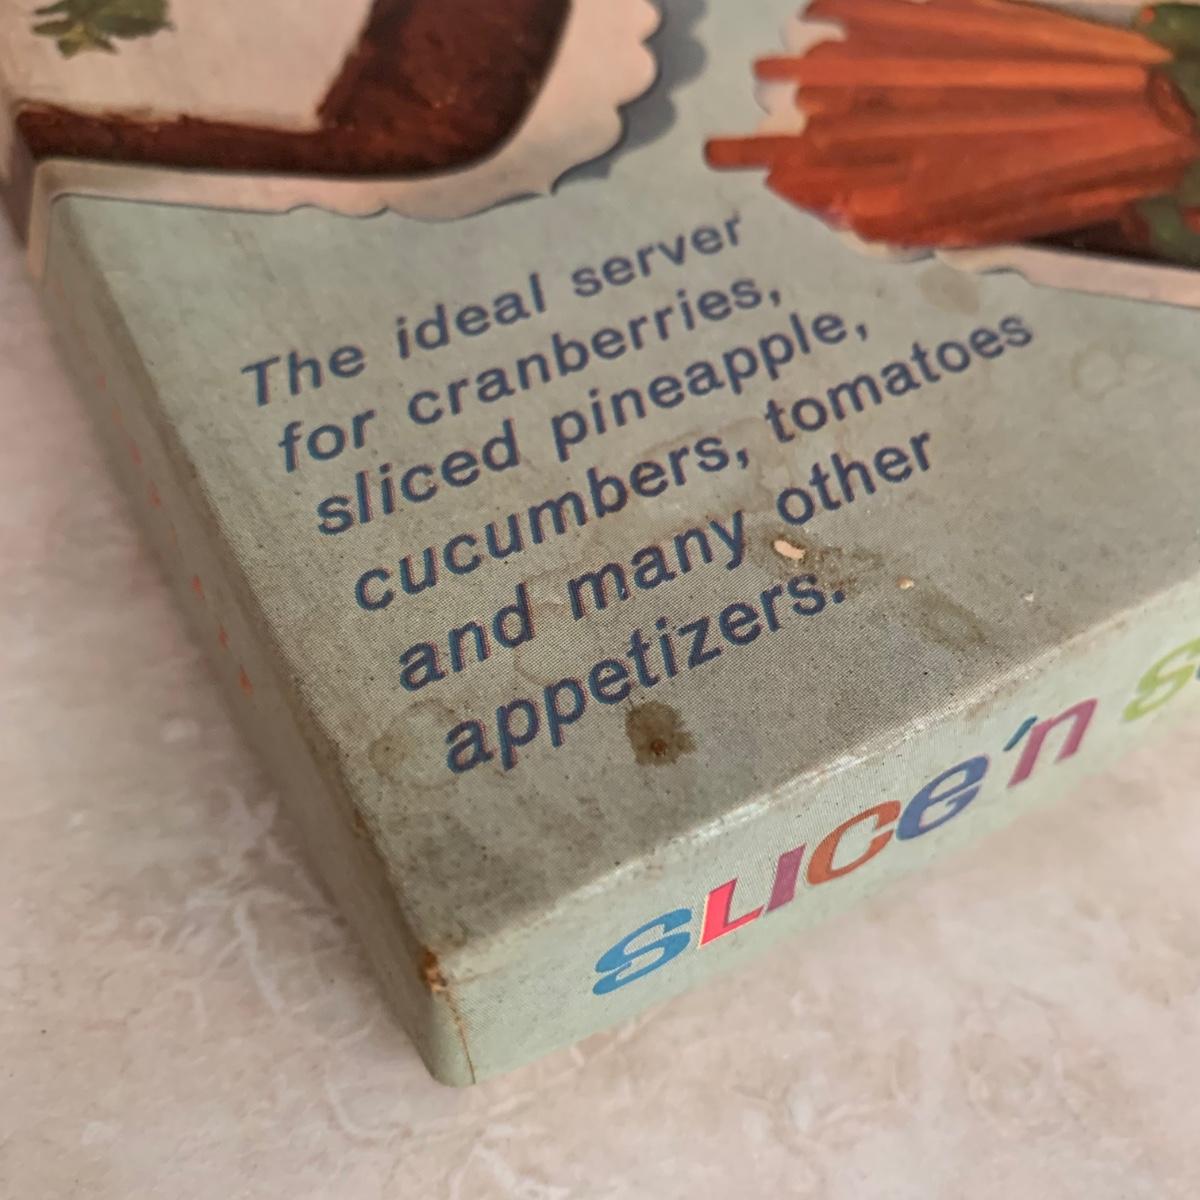 The ideal server
for cranberries,
sliced pineapple,
cucumbers, tomatoes
and many other
appetizers.
SLICe'n